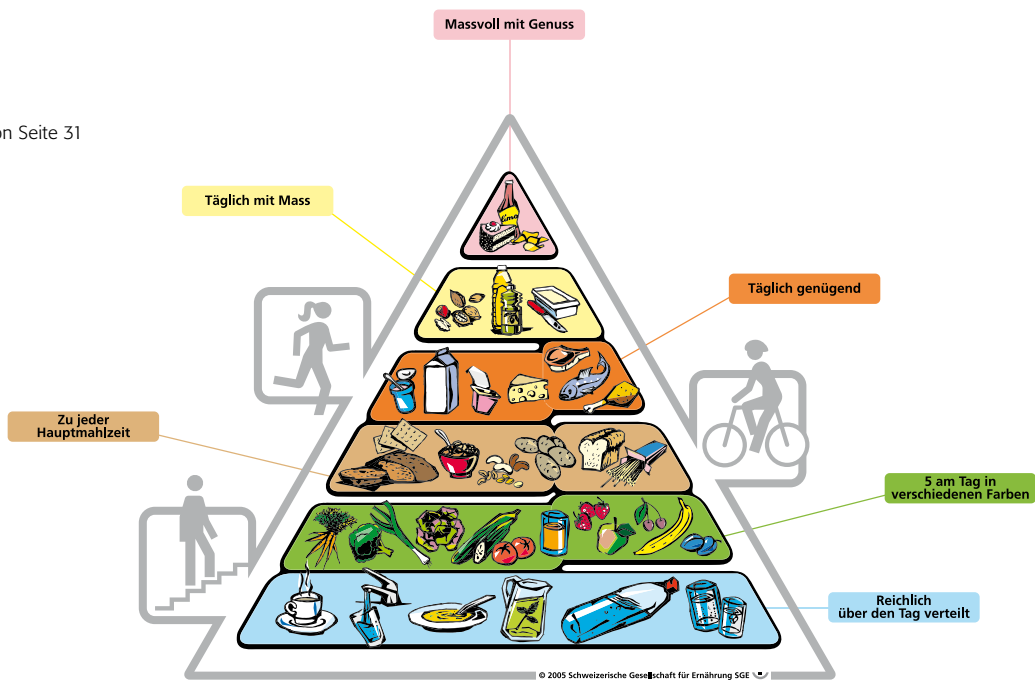 Massvoll mit Genuss
on Seite 31
Täglich mit Mass
Limo
Täglich genügend
Zu jeder
Hauptmahlzeit
5 am Tag in
verschiedenen Farben
Reichlich
über den Tag verteilt
© 2005 Schweizerische Gesellschaft für Ernährung SGE